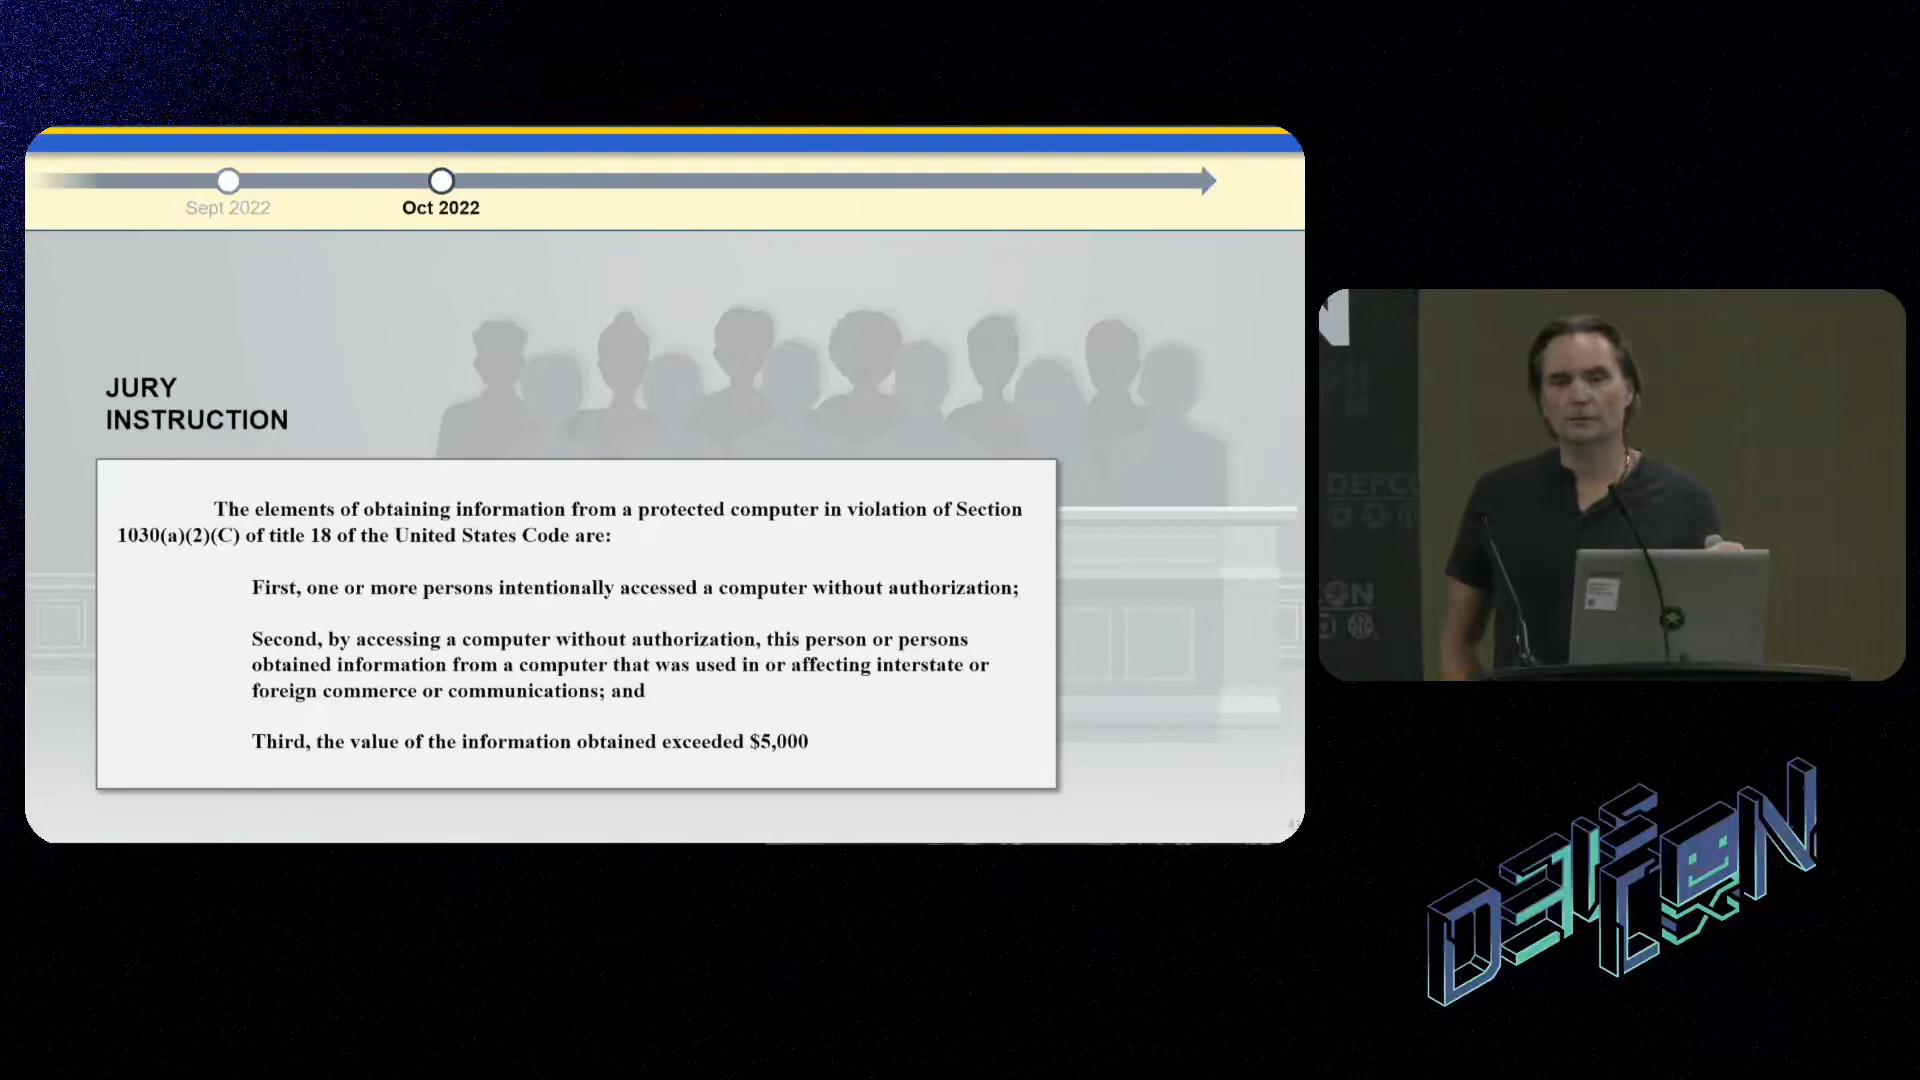 Sept 2022
Oct 2022
JURY
INSTRUCTION
The elements of obtaining information from a protected computer in violation of Section
1030(a)(2)(C) of title 18 of the United States Code are:
First, one or more persons intentionally accessed a computer without authorization;
Second, by accessing a computer without authorization, this person or persons
obtained information from a computer that was used in or affecting interstate or
foreign commerce or communications; and
Third, the value of the information obtained exceeded $5,000
DEFCON